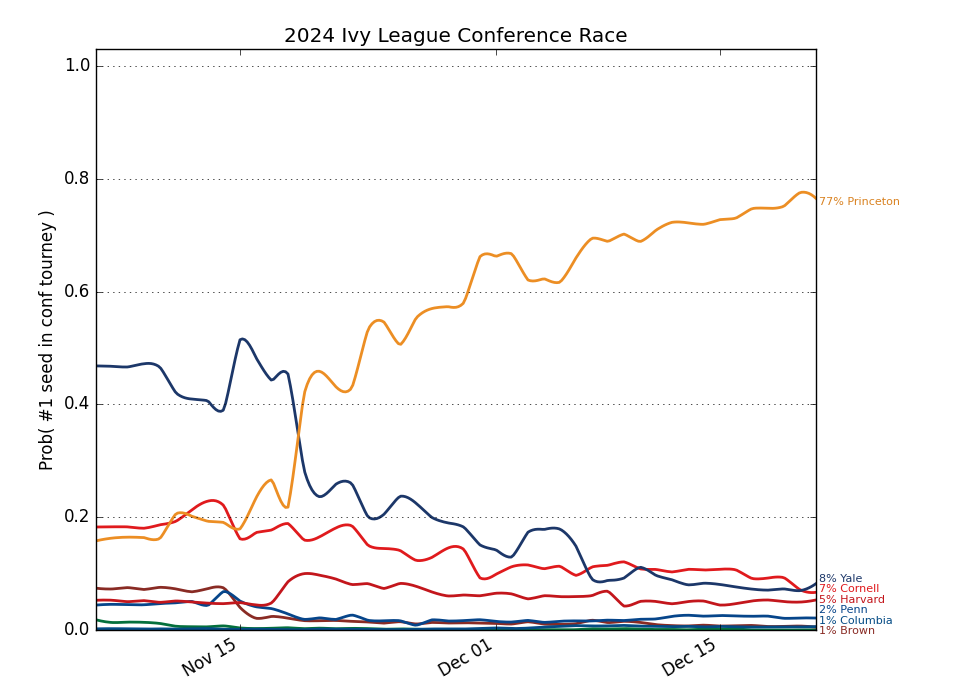 2024 Ivy League Conference Race
Prob( #1 seed in conf tourney )
1.0
0.8
0.6
0.4
0.2
0.0
Nov 15
Dec 01
Dec 15
77% Princeton
8% Yale
7% Cornell
5% Harvard
2% Penn
1% Columbia
1% Brown